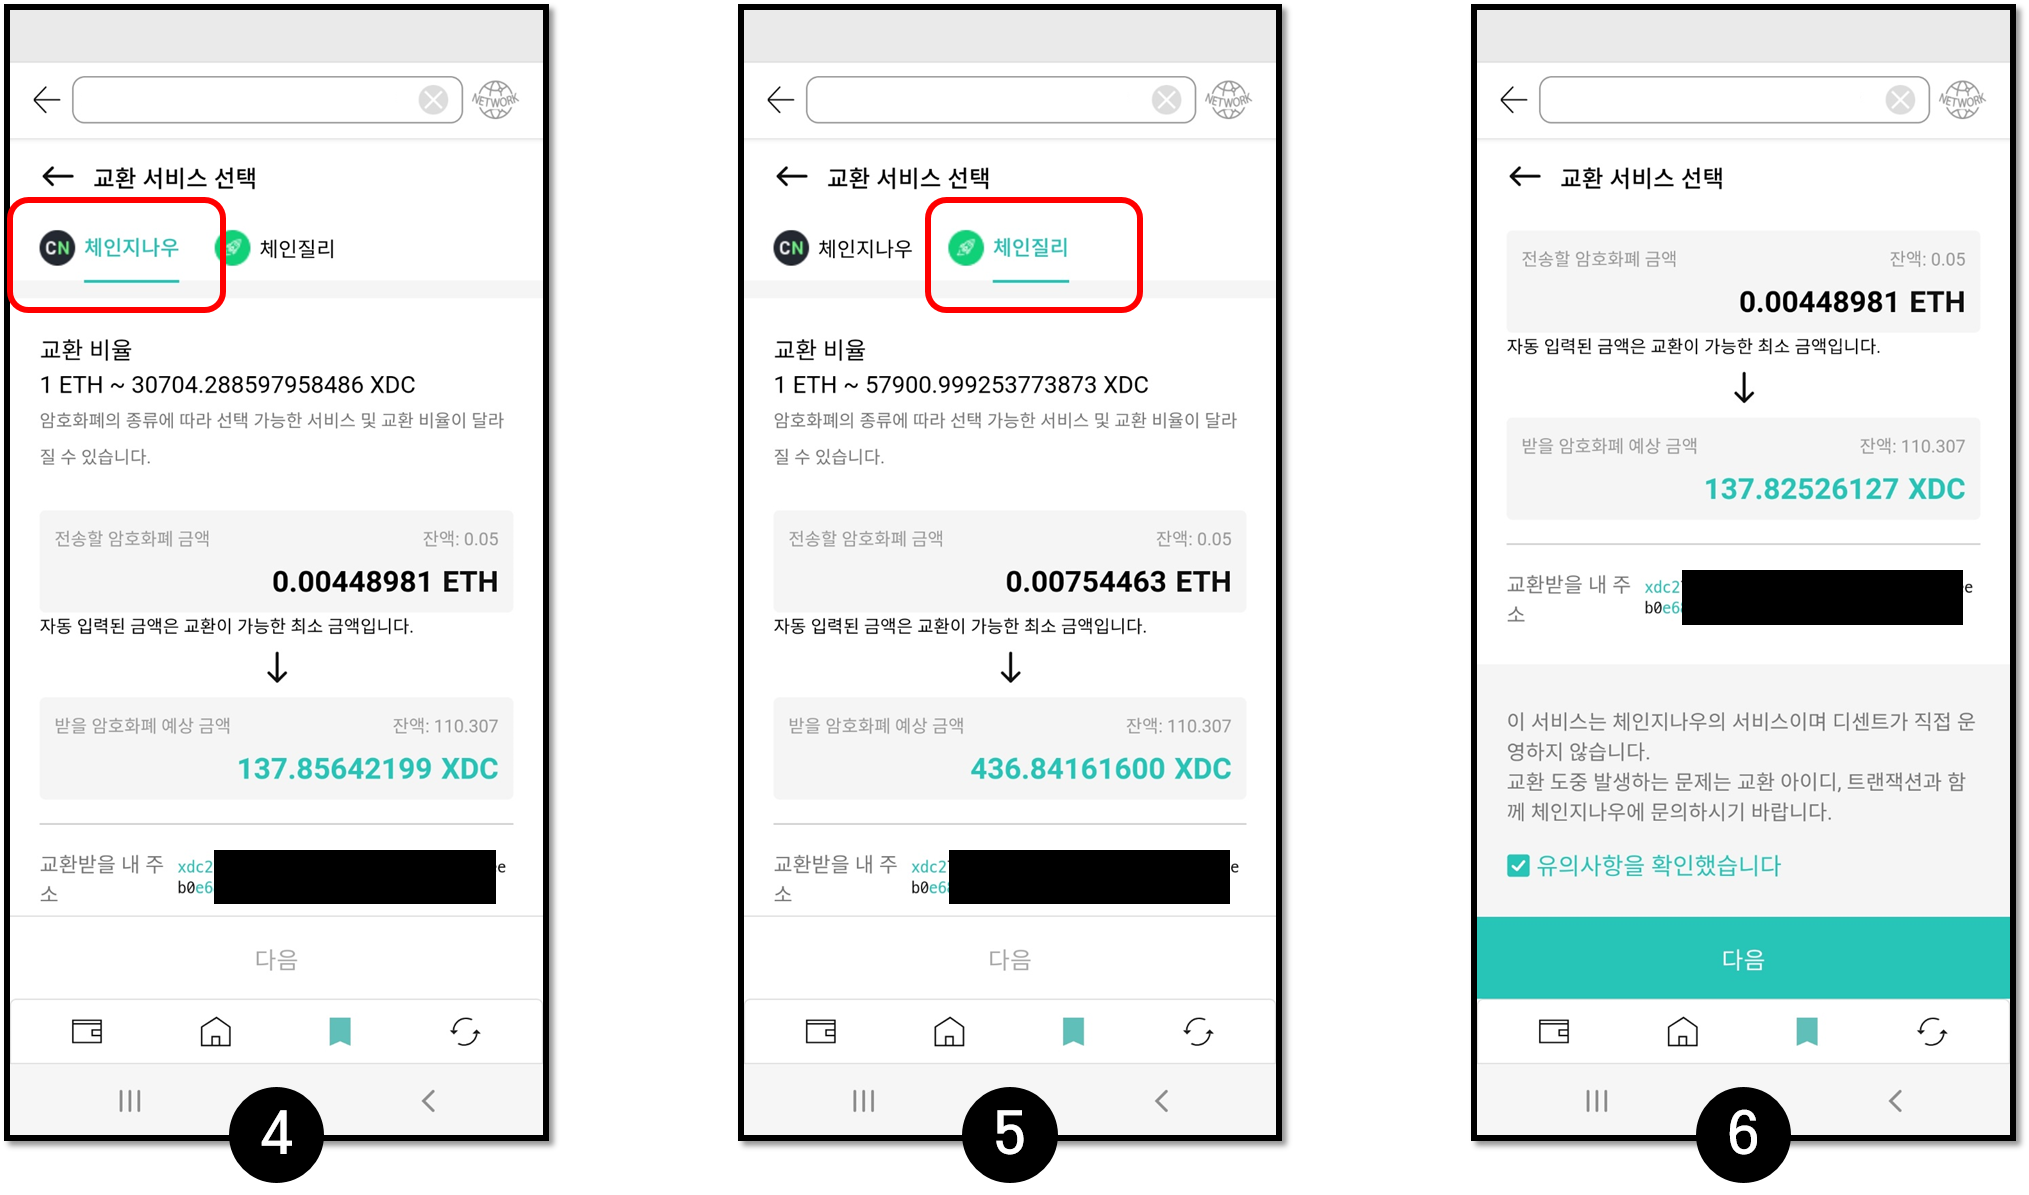 NETWORK
교환 서비스 선택
CN 체인지나우 체인질리
교환 비율
1 ETH ~ 30704.288597958486 XDC
암호화폐의 종류에 따라 선택 가능한 서비스 및 교환 비율이 달라
질 수 있습니다.
전송할 암호화폐 금액 잔액: 0.05
0.00448981 ETH
자동 입력된 금액은 교환이 가능한 최소 금액입니다.
받을 암호화폐 예상 금액 잔액: 110.307
137.85642199 XDC
교환받을 내 주
소
xdc2 e
b0e6
다음
4
NETWORK
교환 서비스 선택
CN 체인지나우 체인질리
교환 비율
1 ETH ~ 57900.999253773873 XDC
암호화폐의 종류에 따라 선택 가능한 서비스 및 교환 비율이 달라
질 수 있습니다.
전송할 암호화폐 금액 잔액: 0.05
0.00754463 ETH
자동 입력된 금액은 교환이 가능한 최소 금액입니다.
받을 암호화폐 예상 금액 잔액: 110.307
436.84161600 XDC
교환받을 내 주
소
xdc2 e
b0e6
다음
5
NETWORK
교환 서비스 선택
전송할 암호화폐 금액 잔액: 0.05
0.00448981 ETH
자동 입력된 금액은 교환이 가능한 최소 금액입니다.
받을 암호화폐 예상 금액 잔액: 110.307
137.82526127 XDC
교환받을 내 주
소
xdc2 e
b0e6
이 서비스는 체인지나우의 서비스이며 디센트가 직접 운
영하지 않습니다.
교환 도중 발생하는 문제는 교환 아이디, 트랜잭션과 함
께 체인지나우에 문의하시기 바랍니다.
유의사항을 확인했습니다
다음
6